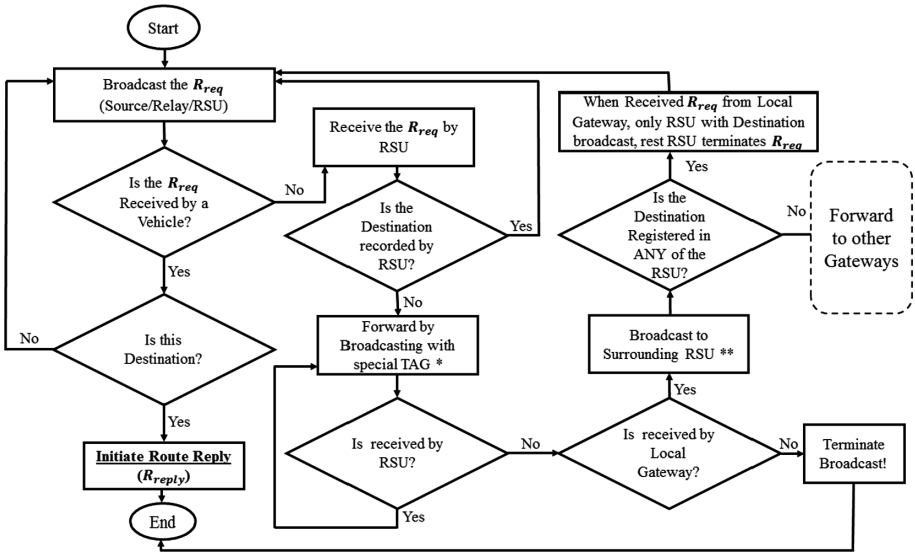 Start
Broadcast the R_req
(Source/Relay/RSU)
Is the R_req
Received by a
Vehicle?
No
Yes
Is this
Destination?
No
Yes
Initiate Route Reply
(R_reply)
End
Receive the R_req by
RSU
Is the
Destination
recorded by
RSU?
Yes
No
Forward by
Broadcasting with
special TAG *
Is received by
RSU?
Yes
No
Is received by
Local
Gateway?
No
Terminate
Broadcast!
Yes
Broadcast to
Surrounding RSU **
Is the
Destination
Registered in
ANY of the
RSU?
Yes
When Received R_req from Local
Gateway, only RSU with Destination
broadcast, rest RSU terminates R_req
No
Forward
to other
Gateways